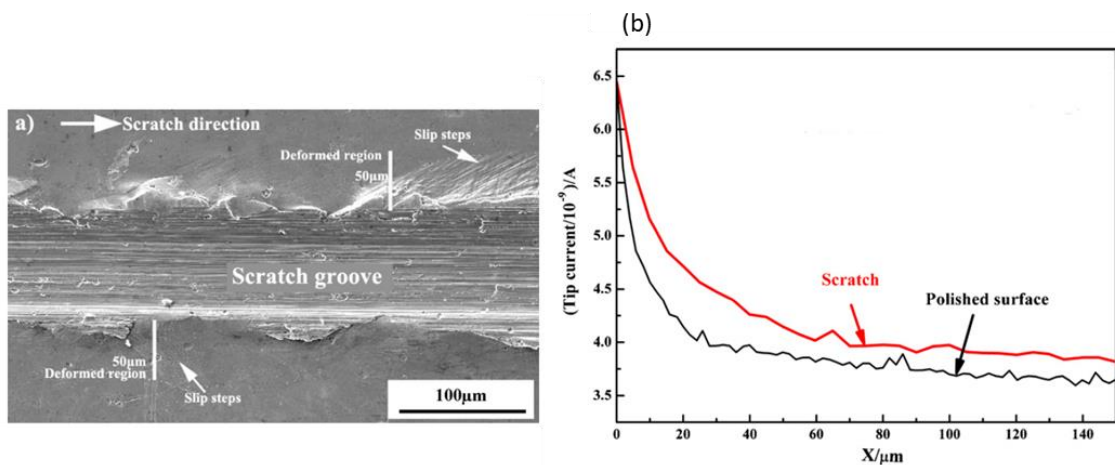 a)
Scratch direction
Slip steps
Deformed region
50μm
Scratch groove
50μm
Deformed region
Slip steps
100μm
(b)
(Tip current/10⁻⁹)/A
6.5
6.0
5.5
5.0
4.5
4.0
3.5
Scratch
Polished surface
0 20 40 60 80 100 120 140
X/μm